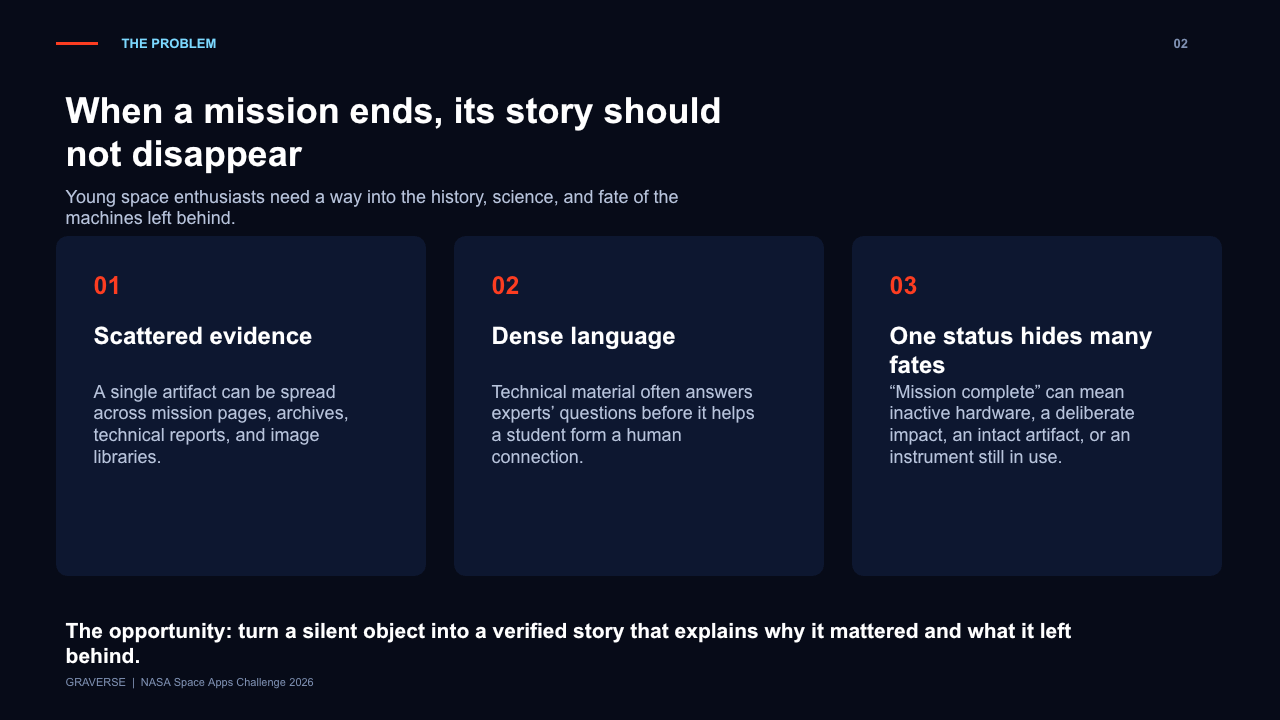 THE PROBLEM
02
When a mission ends, its story should
not disappear
Young space enthusiasts need a way into the history, science, and fate of the
machines left behind.
01
Scattered evidence
A single artifact can be spread
across mission pages, archives,
technical reports, and image
libraries.
02
Dense language
Technical material often answers
experts’ questions before it helps
a student form a human
connection.
03
One status hides many
fates
“Mission complete” can mean
inactive hardware, a deliberate
impact, an intact artifact, or an
instrument still in use.
The opportunity: turn a silent object into a verified story that explains why it mattered and what it left
behind.
GRAVERSE | NASA Space Apps Challenge 2026